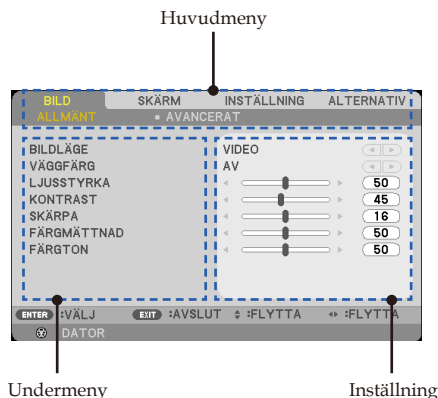 Huvudmeny
BILD SKÄRM INSTÄLLNING ALTERNATIV
ALLMÄNT • AVANCERAT
BILDLÄGE VIDEO
VÄGGFÄRG AV
LJUSSTYRKA 50
KONTRAST 45
SKÄRPA 16
FÄRGMÄTTNAD 50
FÄRGTON 50
ENTER :VÄLJ EXIT :AVSLUT :FLYTTA :FLYTTA
DATOR
Undermeny Inställning